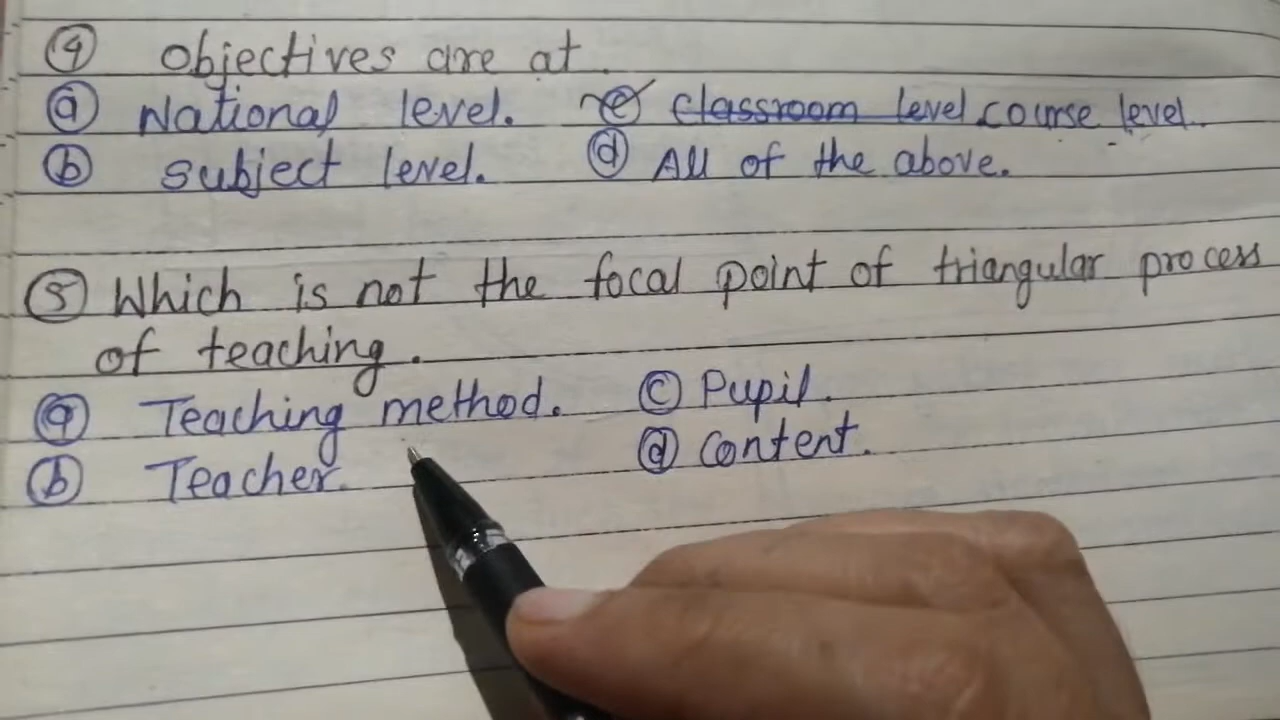 ④ Objectives are at
ⓐ National level. ⓒ Classroom level course level.
ⓑ Subject level. ⓓ All of the above.
⑤ Which is not the focal point of triangular process
of teaching.
ⓐ Teaching method. ⓒ Pupil.
ⓑ Teacher. ⓓ Content.